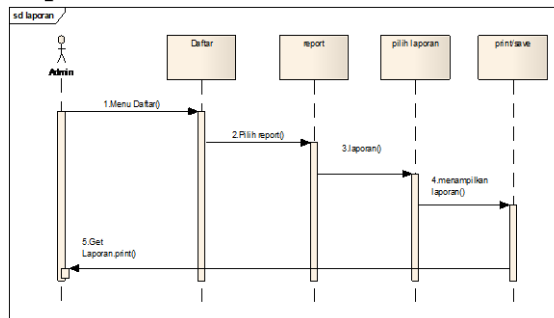 sd laporan
Daftar
report
pilih laporan
print/save
Admin
1.Menu Daftar()
2.Pilih report()
3.laporan()
4.menampilkan
laporan()
5.Get
Laporan,print()